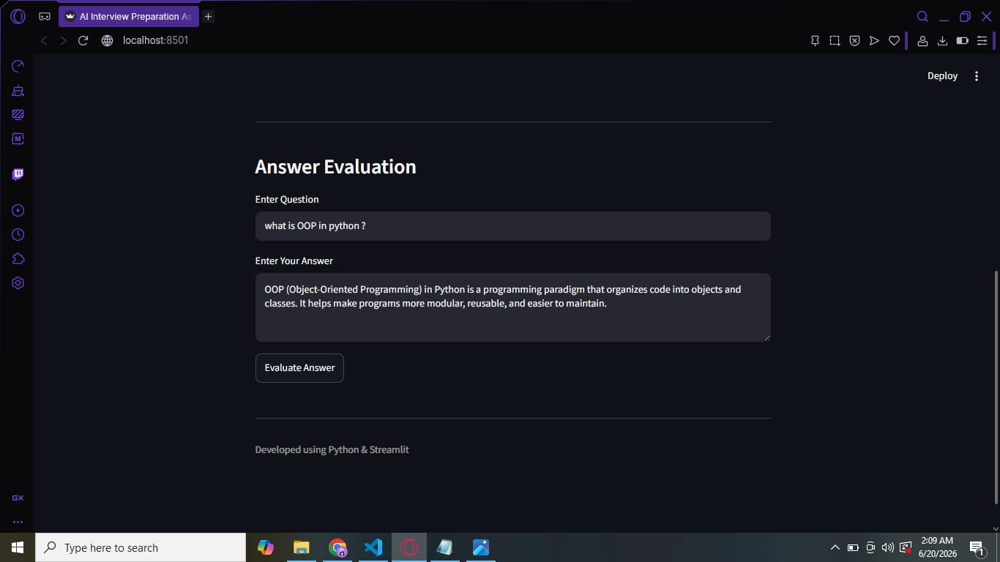 AI Interview Preparation As
localhost:8501
Deploy
Answer Evaluation
Enter Question
what is OOP in python ?
Enter Your Answer
OOP (Object-Oriented Programming) in Python is a programming paradigm that organizes code into objects and
classes. It helps make programs more modular, reusable, and easier to maintain.
Evaluate Answer
Developed using Python & Streamlit
GX
Type here to search
2:09 AM
6/20/2026
1